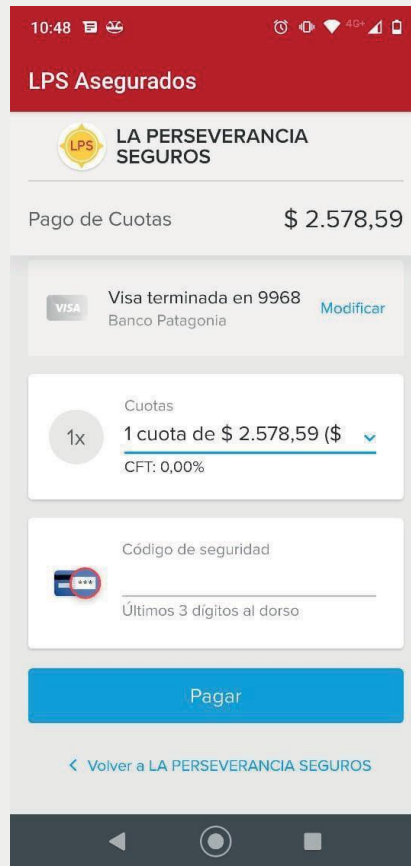 10:48
4G+
LPS Asegurados
LPS
LA PERSEVERANCIA
SEGUROS
Pago de Cuotas
$ 2.578,59
VISA
Visa terminada en 9968
Banco Patagonia
Modificar
Cuotas
1x
1 cuota de $ 2.578,59 ($
CFT: 0,00%
Código de seguridad
***
Últimos 3 dígitos al dorso
Pagar
Volver a LA PERSEVERANCIA SEGUROS